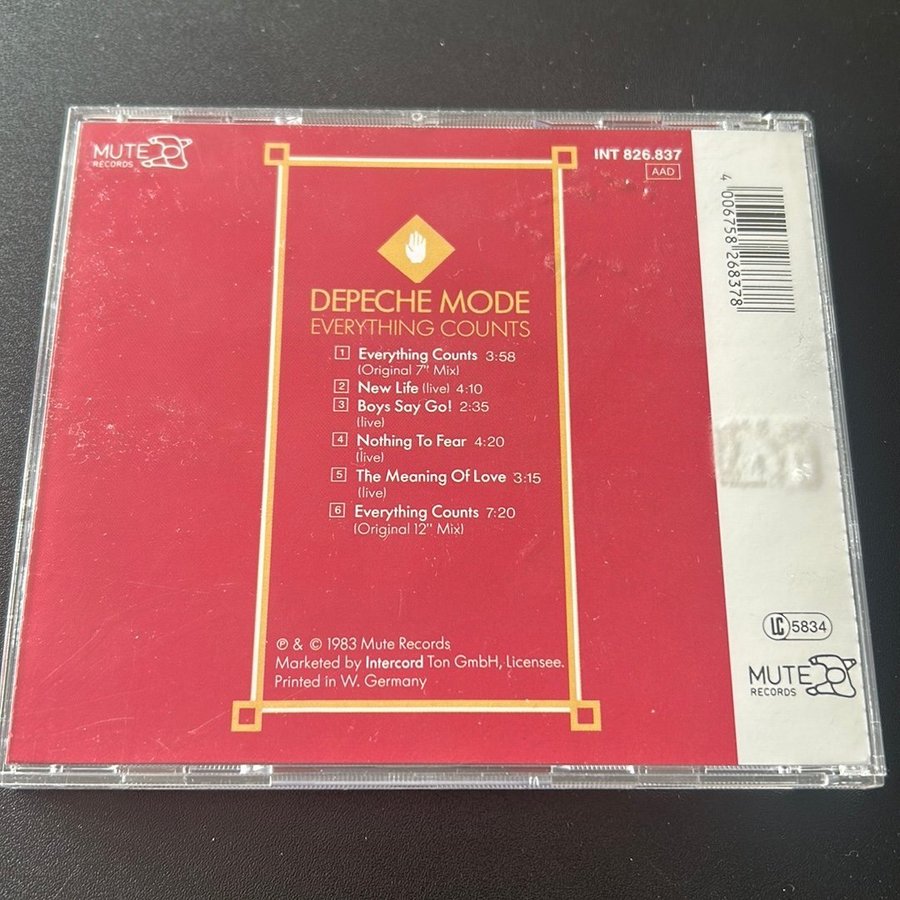 MUTE
RECORDS
INT 826.837
AAD
4 006758 268378
DEPECHE MODE
EVERYTHING COUNTS
1 Everything Counts 3:58
(Original 7" Mix)
2 New Life (live) 4:10
3 Boys Say Go! 2:35
(live)
4 Nothing To Fear 4:20
(live)
5 The Meaning Of Love 3:15
(live)
6 Everything Counts 7:20
(Original 12" Mix)
℗ & © 1983 Mute Records
Marketed by Intercord Ton GmbH, Licensee.
Printed in W. Germany
LC 5834
MUTE
RECORDS